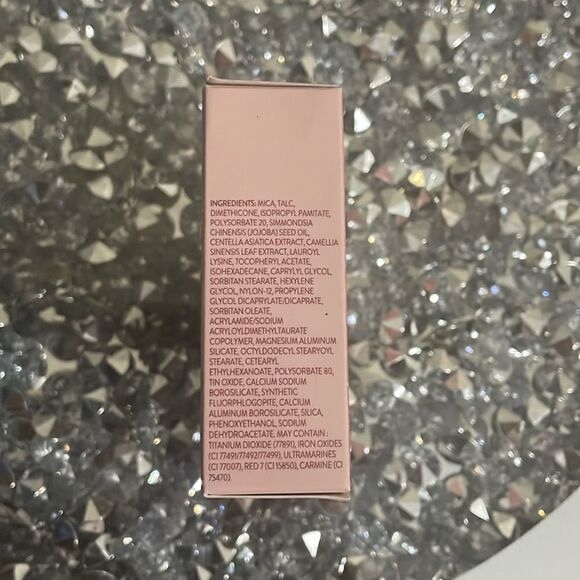 INGREDIENTS: MICA, TALC,
DIMETHICONE, ISOPROPYL PAMITATE,
POLYSORBATE 20, SIMMONDSIA
CHINENSIS (JOJOBA) SEED OIL,
CENTELLA ASIATICA EXTRACT, CAMELLIA
SINENSIS LEAF EXTRACT, LAUROYL
LYSINE, TOCOPHERYL ACETATE,
ISOHEXADECANE, CAPRYLYL GLYCOL,
SORBITAN STEARATE, HEXYLENE
GLYCOL, NYLON-12, PROPYLENE
GLYCOL DICAPRYLATE/DICAPRATE,
SORBITAN OLEATE,
ACRYLAMIDE/SODIUM
ACRYLOYLDIMETHYLTAURATE
COPOLYMER, MAGNESIUM ALUMINUM
SILICATE, OCTYLDODECYL STEAROYL
STEARATE, CETEARYL
ETHYLHEXANOATE, POLYSORBATE 80,
TIN OXIDE, CALCIUM SODIUM
BOROSILICATE, SYNTHETIC
FLUORPHLOGOPITE, CALCIUM
ALUMINUM BOROSILICATE, SILICA,
PHENOXYETHANOL, SODIUM
DEHYDROACETATE. MAY CONTAIN :
TITANIUM DIOXIDE (77891), IRON OXIDES
(CI 77491/77492/77499), ULTRAMARINES
(CI 77007), RED 7 (CI 15850), CARMINE (CI
75470).